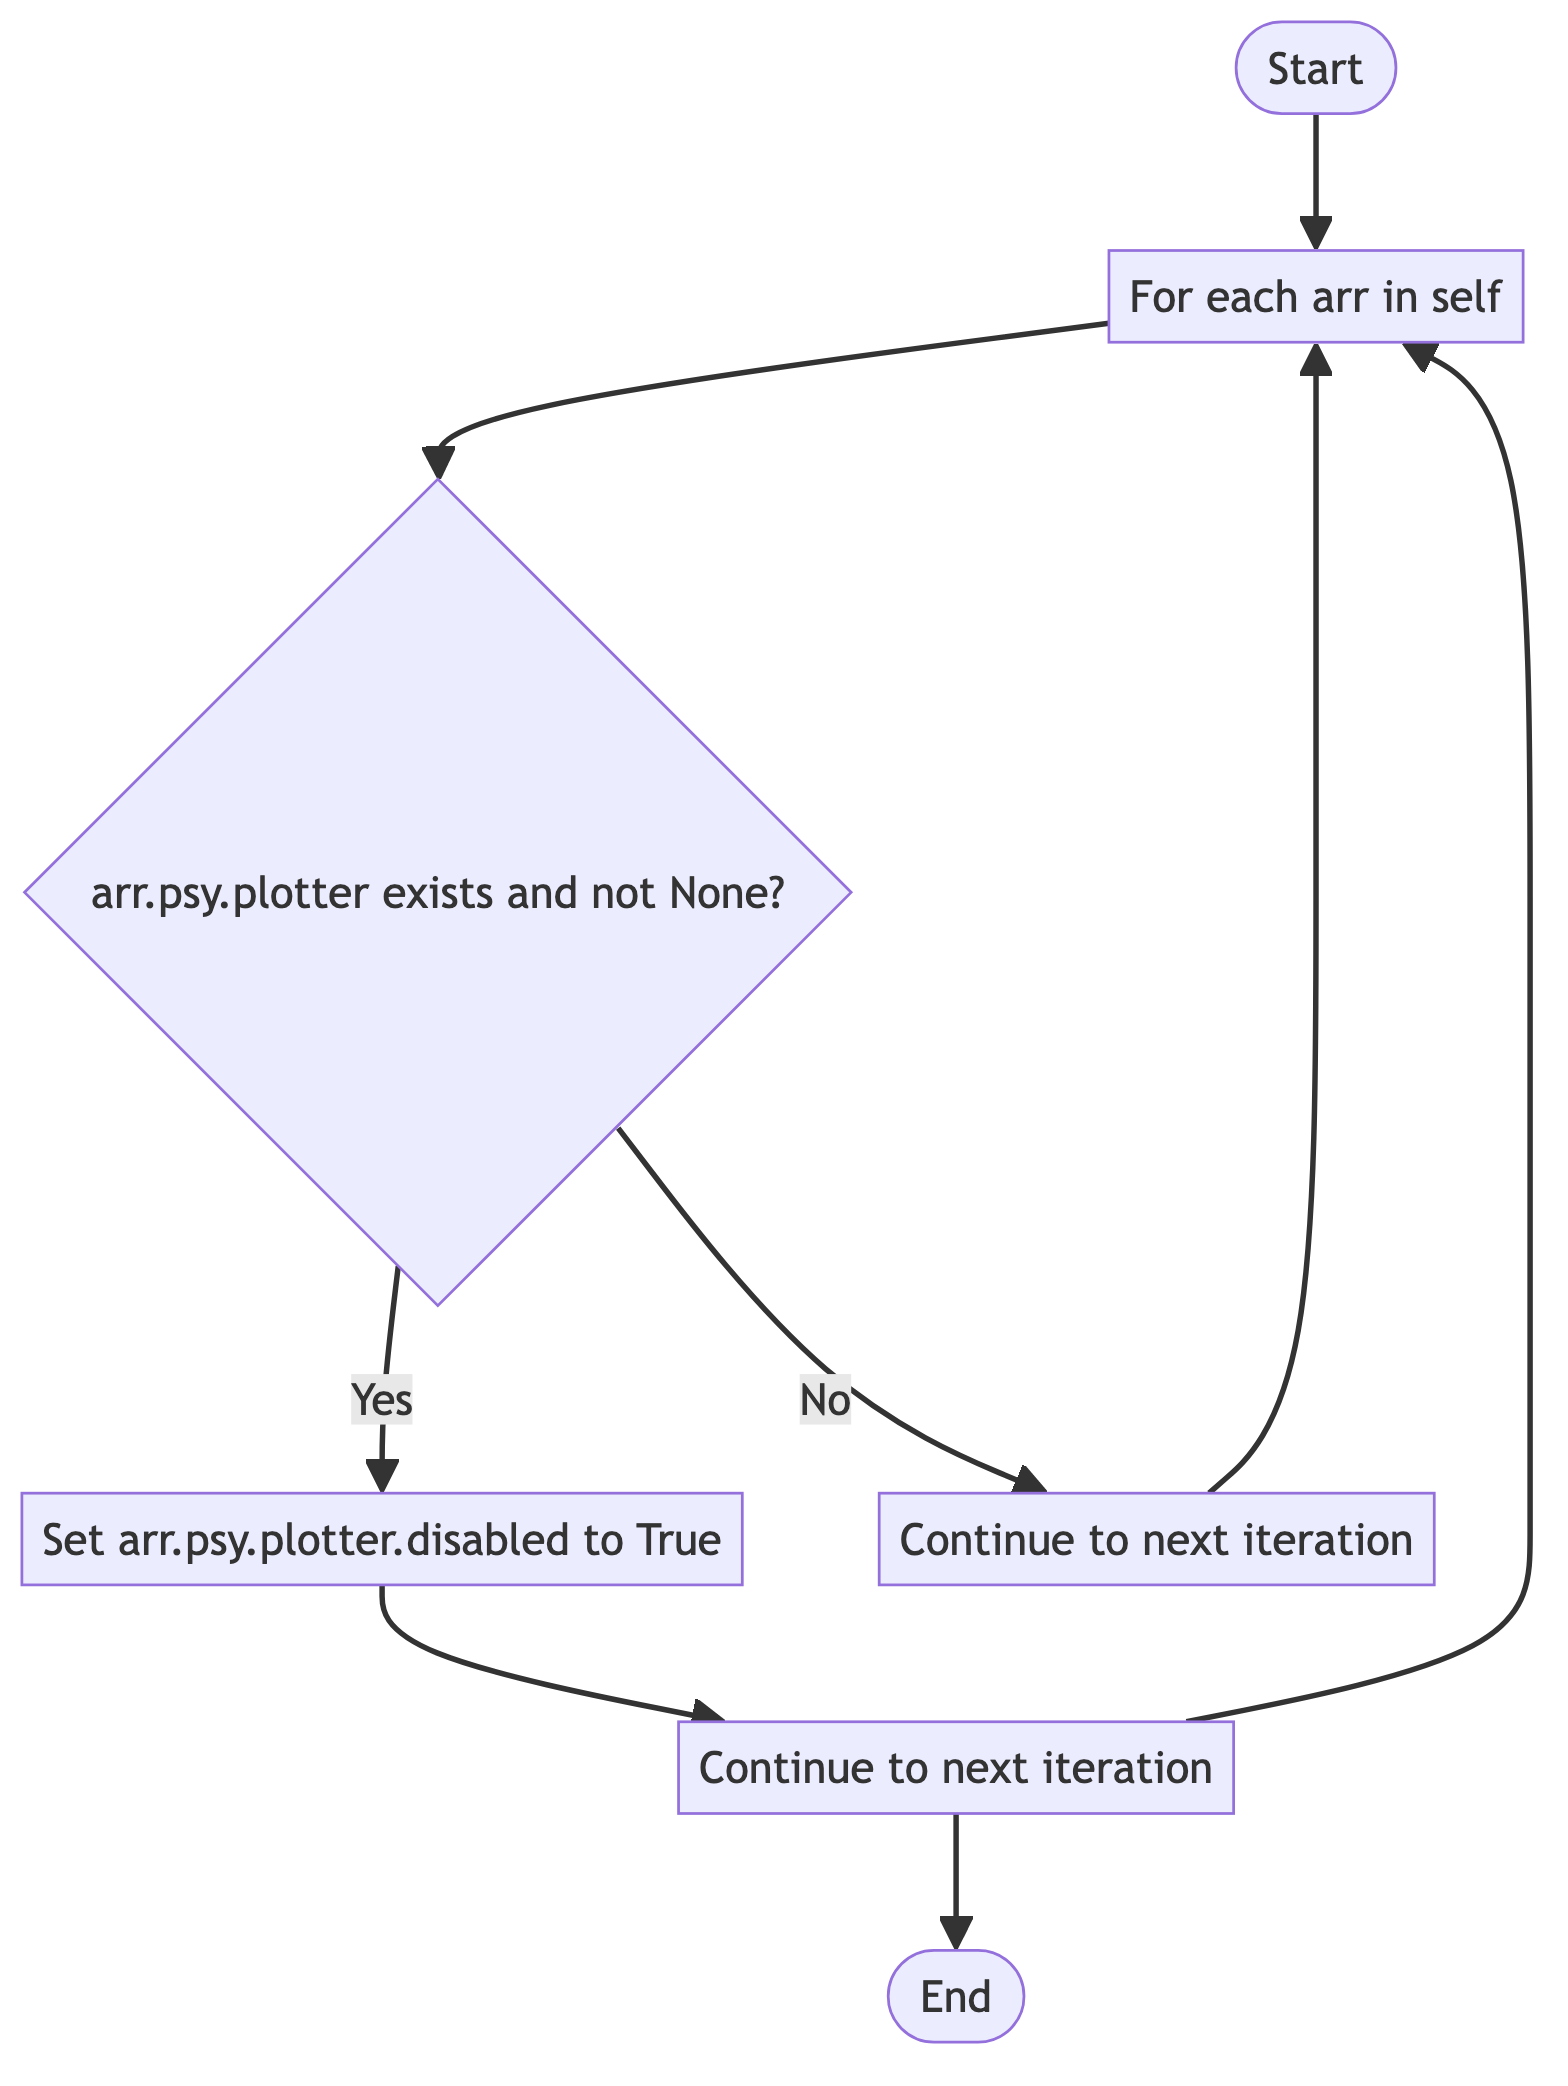 Start
For each arr in self
arr.psy.plotter exists and not None?
Yes
No
Set arr.psy.plotter.disabled to True
Continue to next iteration
Continue to next iteration
End